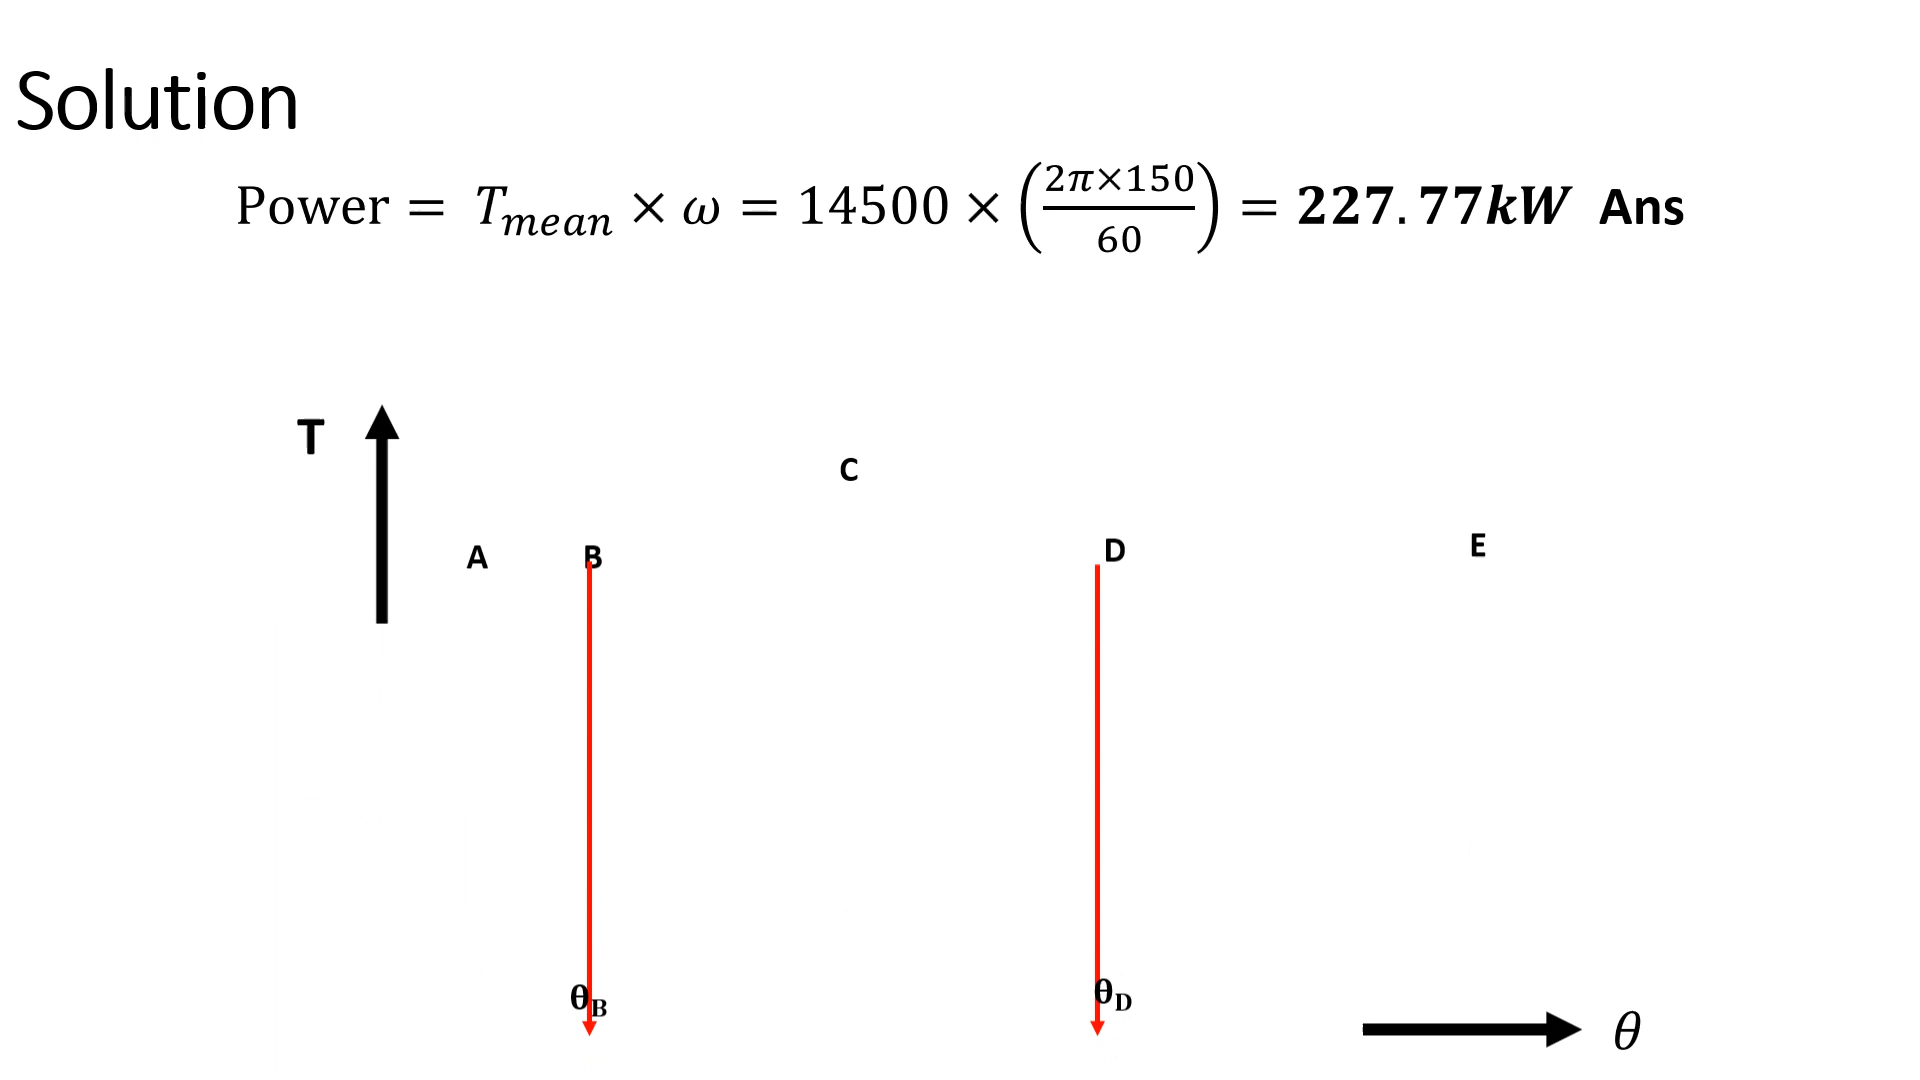 Solution
Power = T_mean × ω = 14500 × (2π×150/60) = 227.77kW Ans
T
C
A B D E
θ_B θ_D
θ